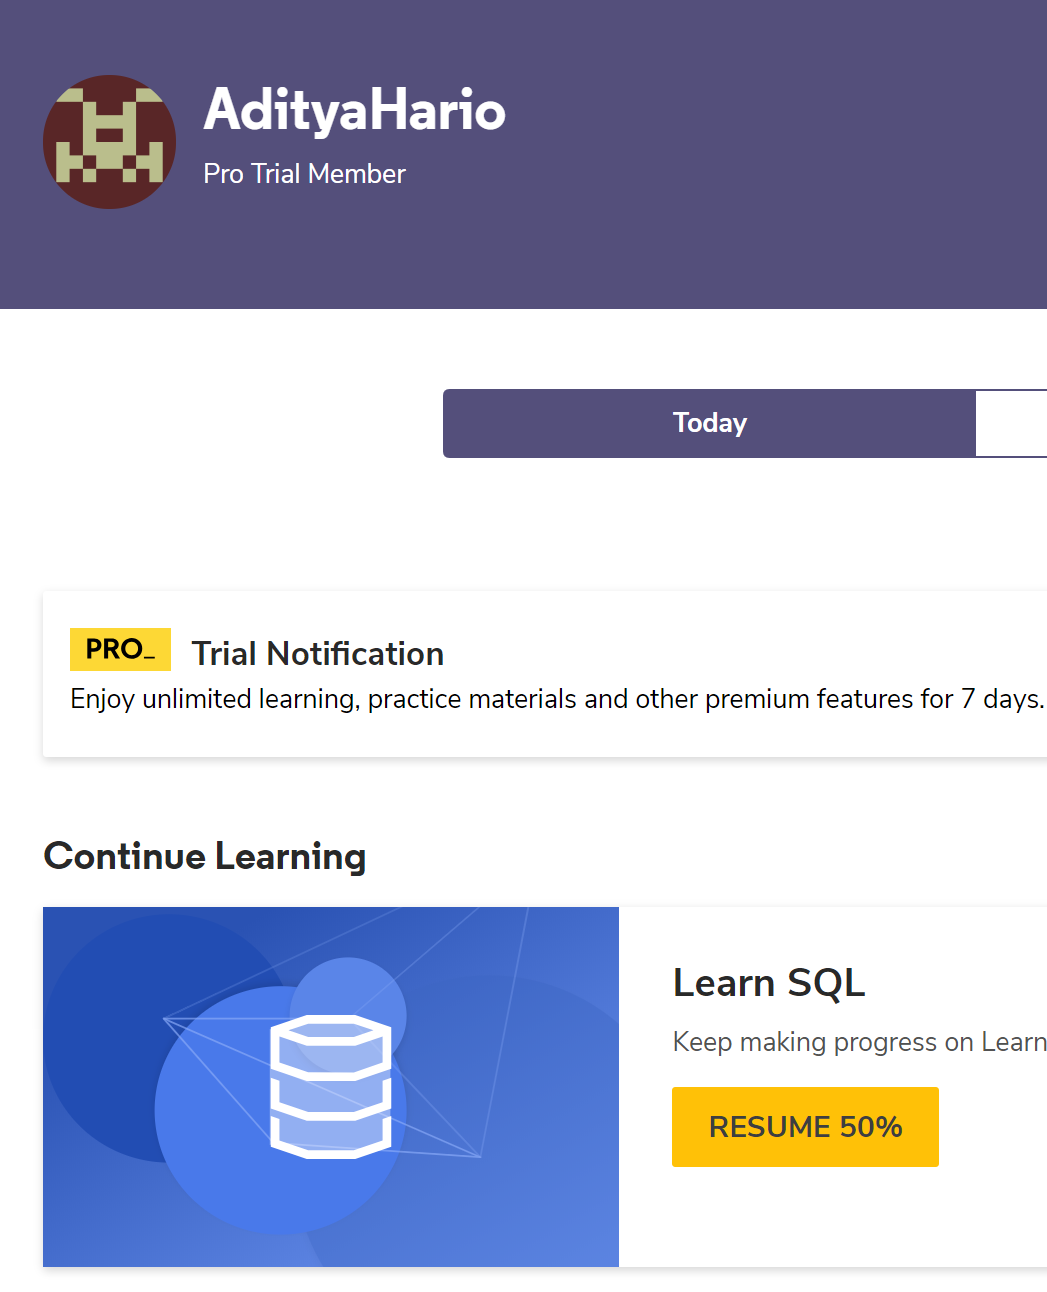 AdityaHario
Pro Trial Member
Today
PRO_ Trial Notification
Enjoy unlimited learning, practice materials and other premium features for 7 days.
Continue Learning
Learn SQL
Keep making progress on Learn
RESUME 50%